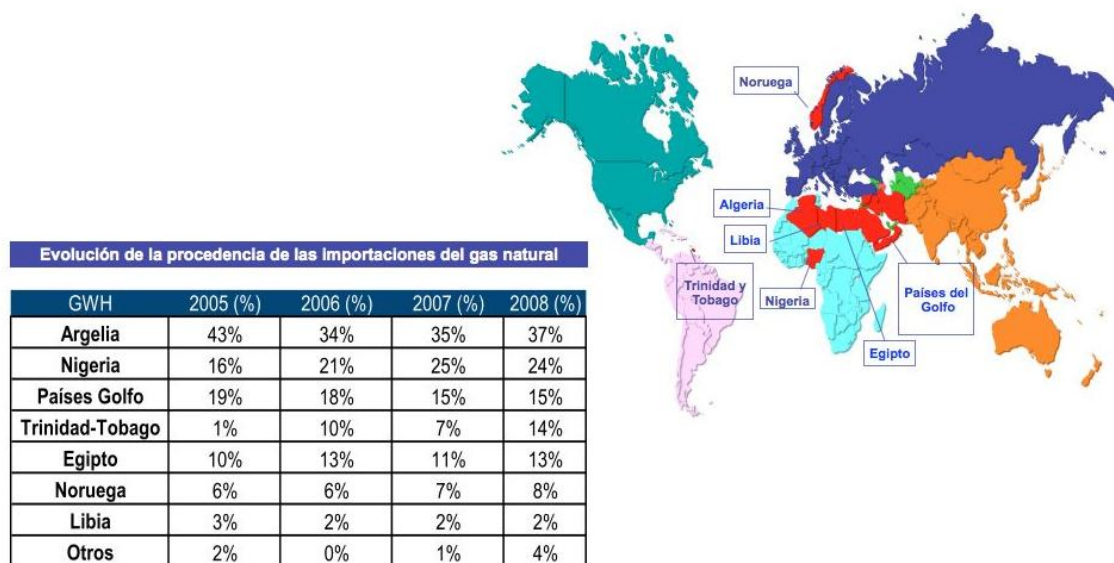 Noruega
Algeria
Libia
Trinidad y
Tobago
Nigeria
Países del
Golfo
Egipto
Evolución de la procedencia de las importaciones del gas natural
GWH 2005 (%) 2006 (%) 2007 (%) 2008 (%)
Argelia 43% 34% 35% 37%
Nigeria 16% 21% 25% 24%
Países Golfo 19% 18% 15% 15%
Trinidad-Tobago 1% 10% 7% 14%
Egipto 10% 13% 11% 13%
Noruega 6% 6% 7% 8%
Libia 3% 2% 2% 2%
Otros 2% 0% 1% 4%